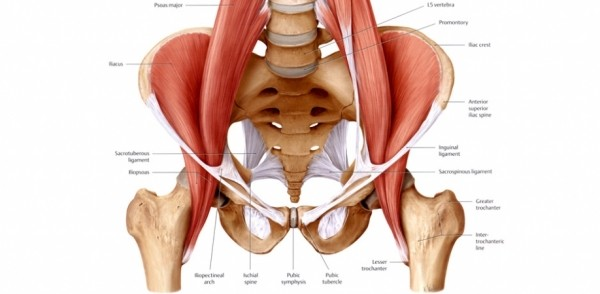 Psoas major
L5 vertebra
Promontory
Iliac crest
Iliacus
Anterior
superior
iliac spine
Sacrotuberous
ligament
Inguinal
ligament
Iliopsoas
Sacrospinous ligament
Greater
trochanter
Inter-
trochanteric
line
Lesser
trochanter
Iliopectineal
arch
Ischial
spine
Pubic
symphysis
Pubic
tubercle